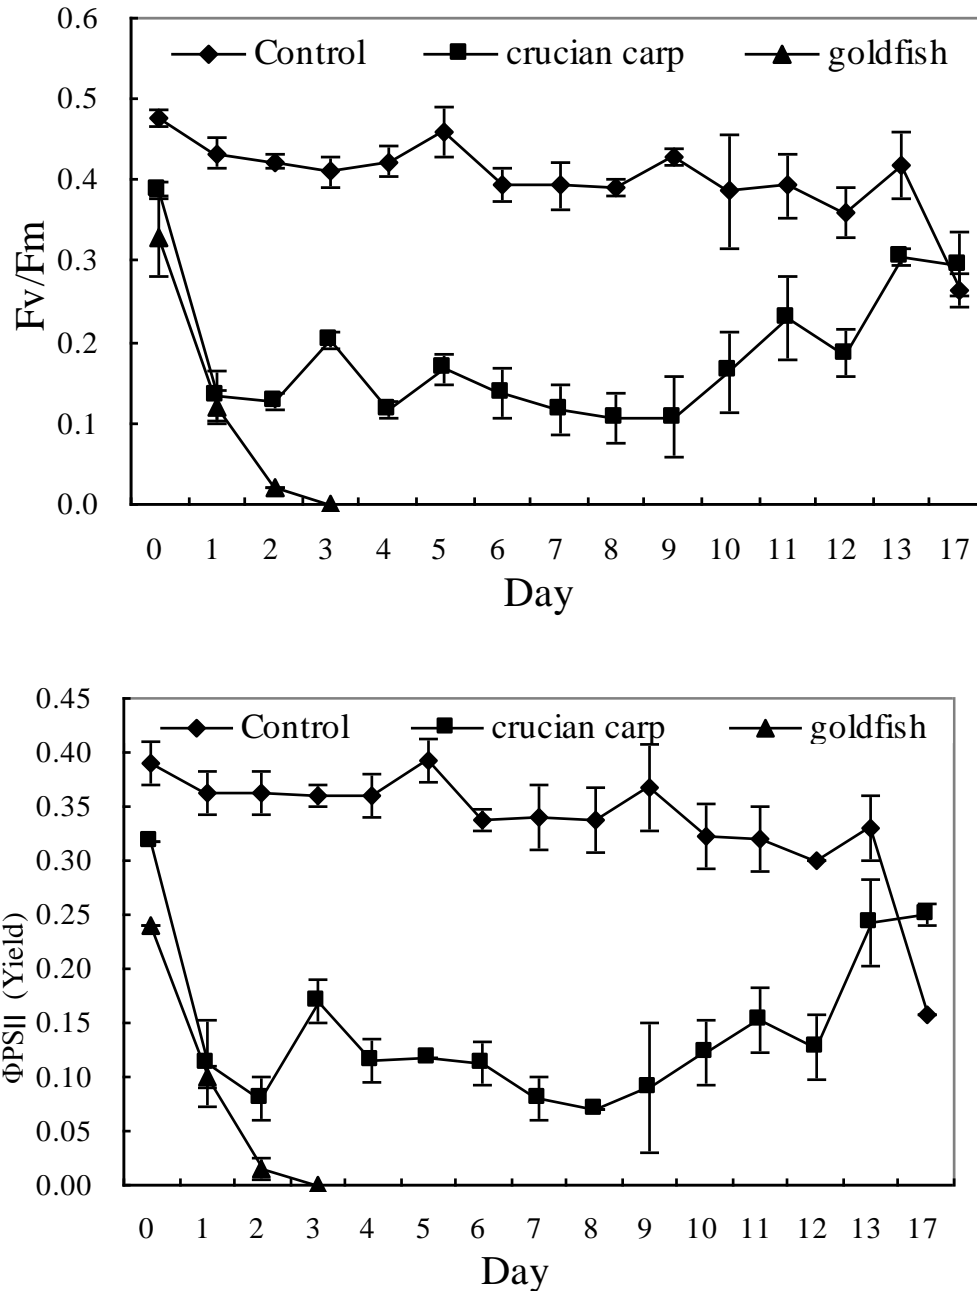 0.6
Control crucian carp goldfish
0.5
0.4
0.3
0.2
0.1
0.0
Fv/Fm
0 1 2 3 4 5 6 7 8 9 10 11 12 13 17
Day
0.45
Control crucian carp goldfish
0.40
0.35
0.30
0.25
0.20
0.15
0.10
0.05
0.00
ΦPSII (Yield)
0 1 2 3 4 5 6 7 8 9 10 11 12 13 17
Day